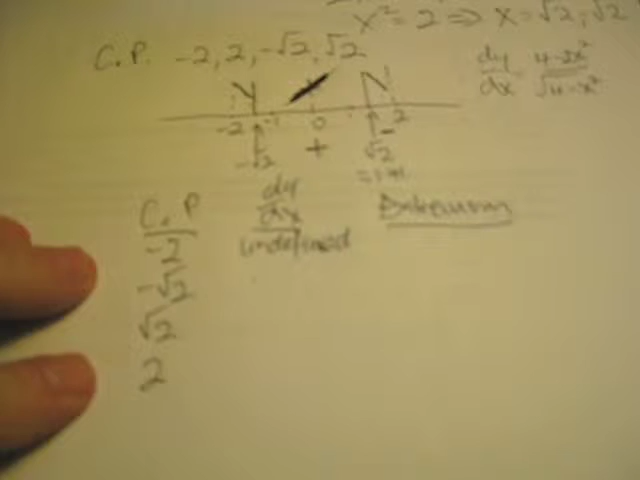 x² = 2 ⇒ x = √2, √2
C.P. -2, 2, -√2, √2
dy/dx = 4-2x²/√4-x²
-2 -1 0 2
-√2 + √2 -
C.P dy/dx Extremum
-2 undefined
-√2
√2
2